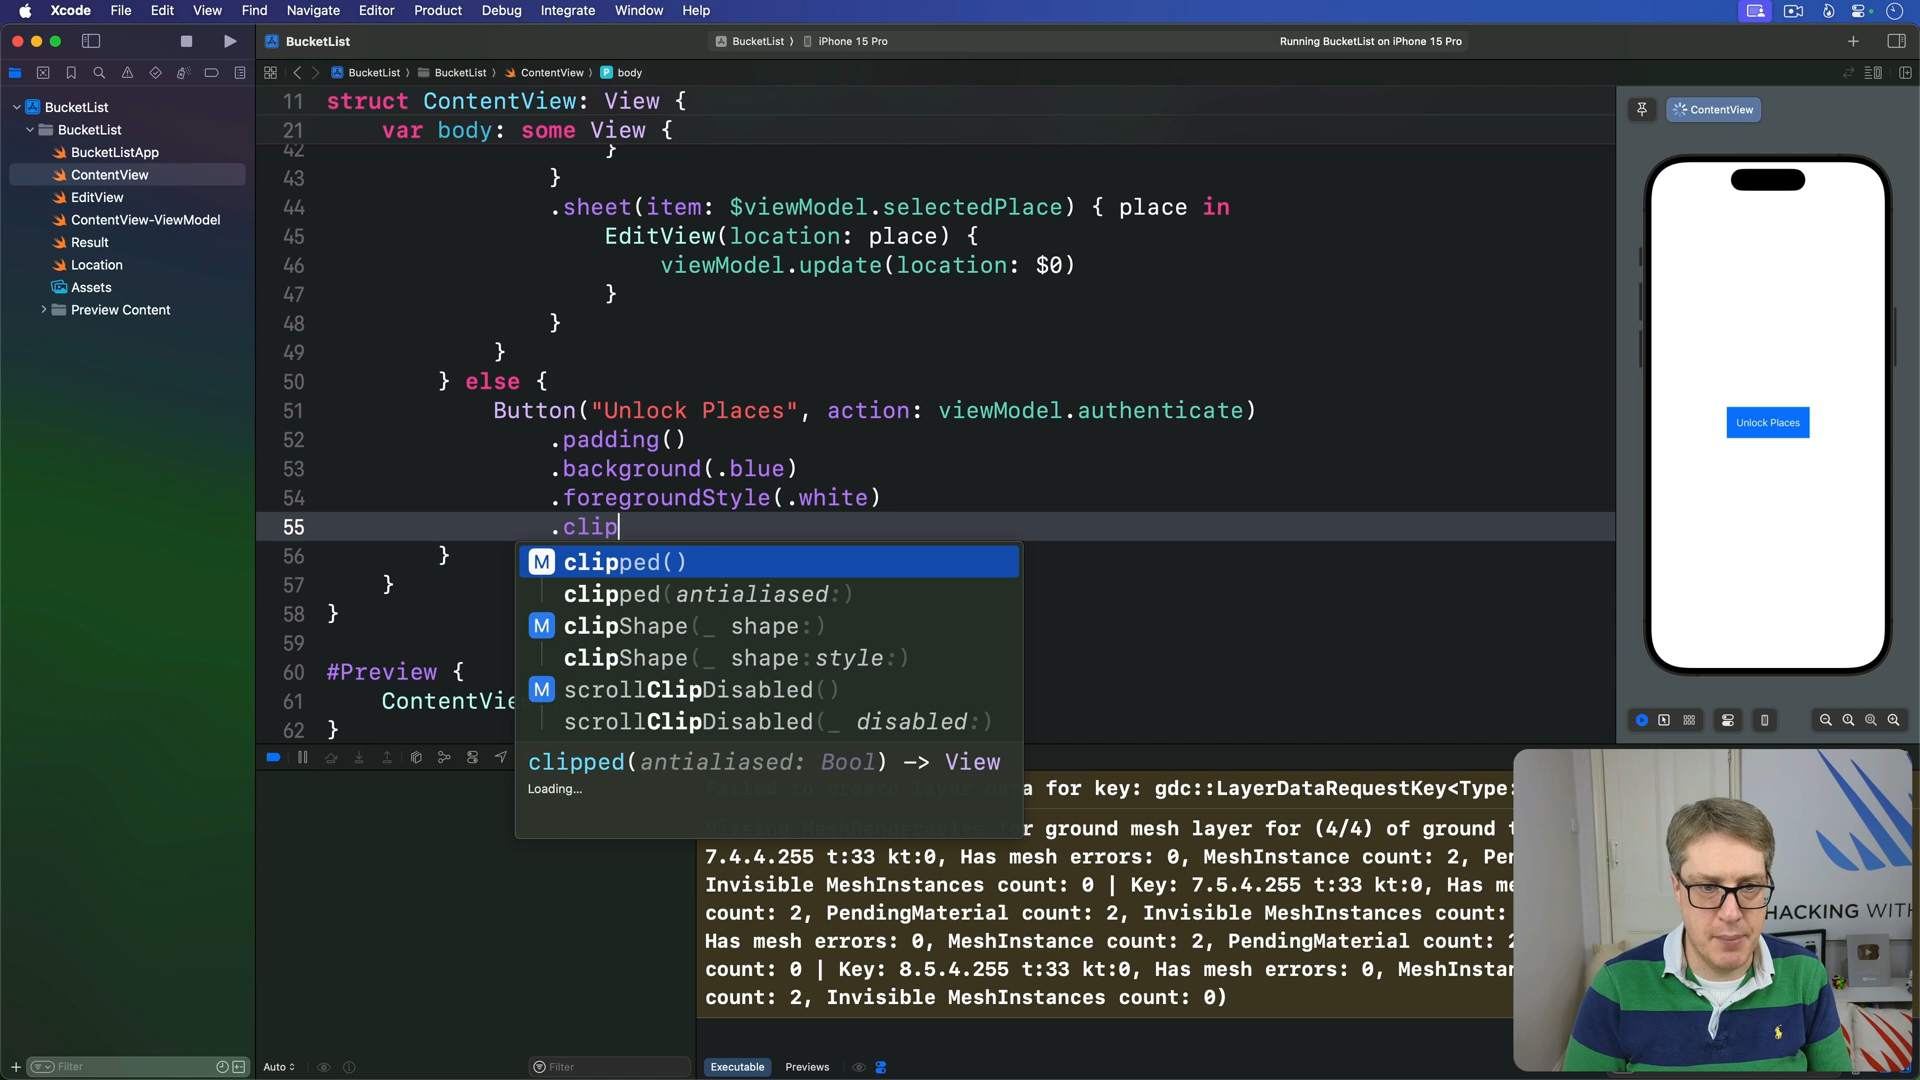 Xcode File Edit View Find Navigate Editor Product Debug Integrate Window Help
BucketList
BucketList 〉 iPhone 15 Pro
Running BucketList on iPhone 15 Pro
BucketList 〉 BucketList 〉 ContentView 〉 P body
BucketList
BucketList
BucketListApp
ContentView
EditView
ContentView-ViewModel
Result
Location
Assets
Preview Content
11 struct ContentView: View {
21 var body: some View {
42 }
43 }
44 .sheet(item: $viewModel.selectedPlace) { place in
45 EditView(location: place) {
46 viewModel.update(location: $0)
47 }
48 }
49 }
50 } else {
51 Button("Unlock Places", action: viewModel.authenticate)
52 .padding()
53 .background(.blue)
54 .foregroundStyle(.white)
55 .clip
56 }
57 }
58 }
59
60 #Preview {
61 ContentVie
62 }
M clipped()
clipped(antialiased:)
M clipShape(_ shape:)
clipShape(_ shape:style:)
M scrollClipDisabled()
scrollClipDisabled(_ disabled:)
clipped(antialiased: Bool) -> View
Loading...
ContentView
Unlock Places
for key: gdc::LayerDataRequestKey<Type:
r ground mesh layer for (4/4) of ground t
7.4.4.255 t:33 kt:0, Has mesh errors: 0, MeshInstance count: 2, Pen
Invisible MeshInstances count: 0 | Key: 7.5.4.255 t:33 kt:0, Has me
count: 2, PendingMaterial count: 2, Invisible MeshInstances count:
Has mesh errors: 0, MeshInstance count: 2, PendingMaterial count: 2
count: 0 | Key: 8.5.4.255 t:33 kt:0, Has mesh errors: 0, MeshInstan
count: 2, Invisible MeshInstances count: 0)
HACKING WITH
Filter
Auto
Filter
Executable
Previews